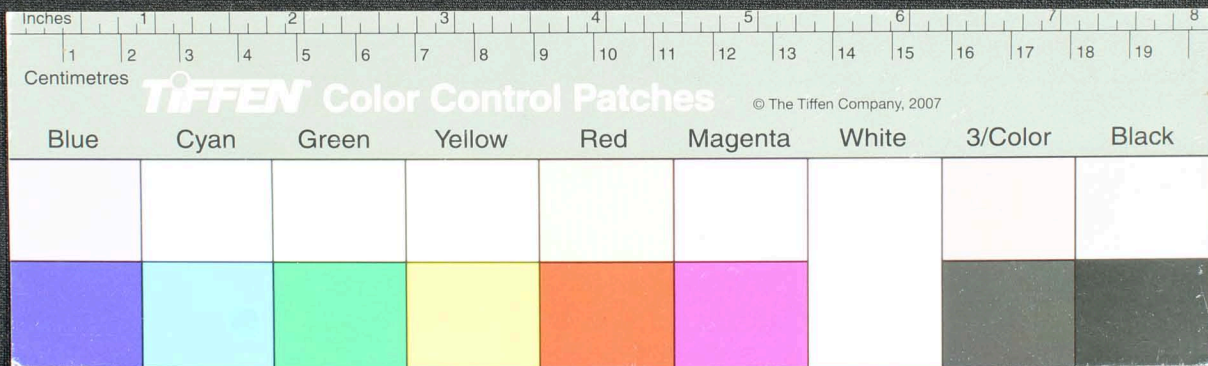 Inches 1 2 3 4 5 6 7 8
1 2 3 4 5 6 7 8 9 10 11 12 13 14 15 16 17 18 19
Centimetres
TIFFEN Color Control Patches © The Tiffen Company, 2007
Blue Cyan Green Yellow Red Magenta White 3/Color Black